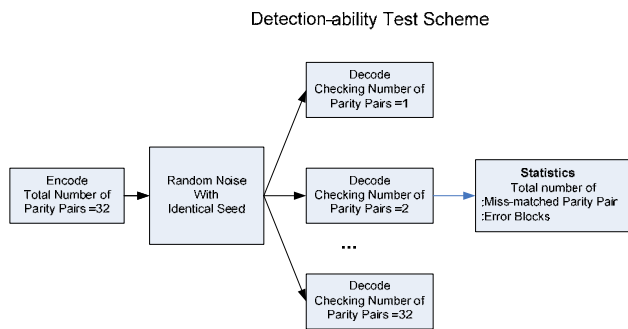 Detection-ability Test Scheme
Decode
Checking Number of
Parity Pairs =1
Encode
Total Number of
Parity Pairs =32
Random Noise
With
Identical Seed
Decode
Checking Number of
Parity Pairs =2
Statistics
Total number of
:Miss-matched Parity Pair
:Error Blocks
...
Decode
Checking Number of
Parity Pairs =32